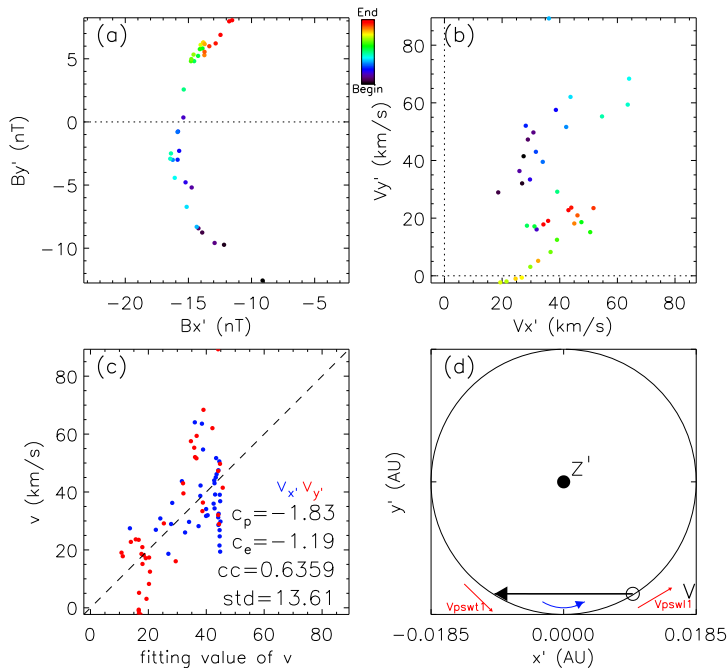 (a)
5
0
−5
−10
By' (nT)
−20 −15 −10 −5
Bx' (nT)
End
Begin
(b)
80
60
40
20
0
Vy' (km/s)
0 20 40 60 80
Vx' (km/s)
(c)
80
60
40
20
0
v (km/s)
Vx' Vy'
cp=−1.83
ce=−1.19
cc=0.6359
std=13.61
0 20 40 60 80
fitting value of v
(d)
Z'
y' (AU)
V
Vpswt1
Vpswl1
−0.0185 0.0000 0.0185
x' (AU)